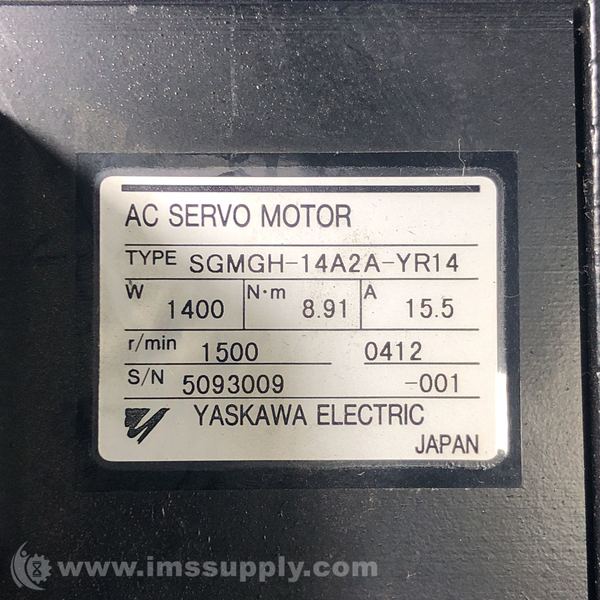 AC SERVO MOTOR
TYPE SGMGH-14A2A-YR14
W 1400 N·m 8.91 A 15.5
r/min 1500 0412
S/N 5093009 -001
YASKAWA ELECTRIC
JAPAN
www.imssupply.com